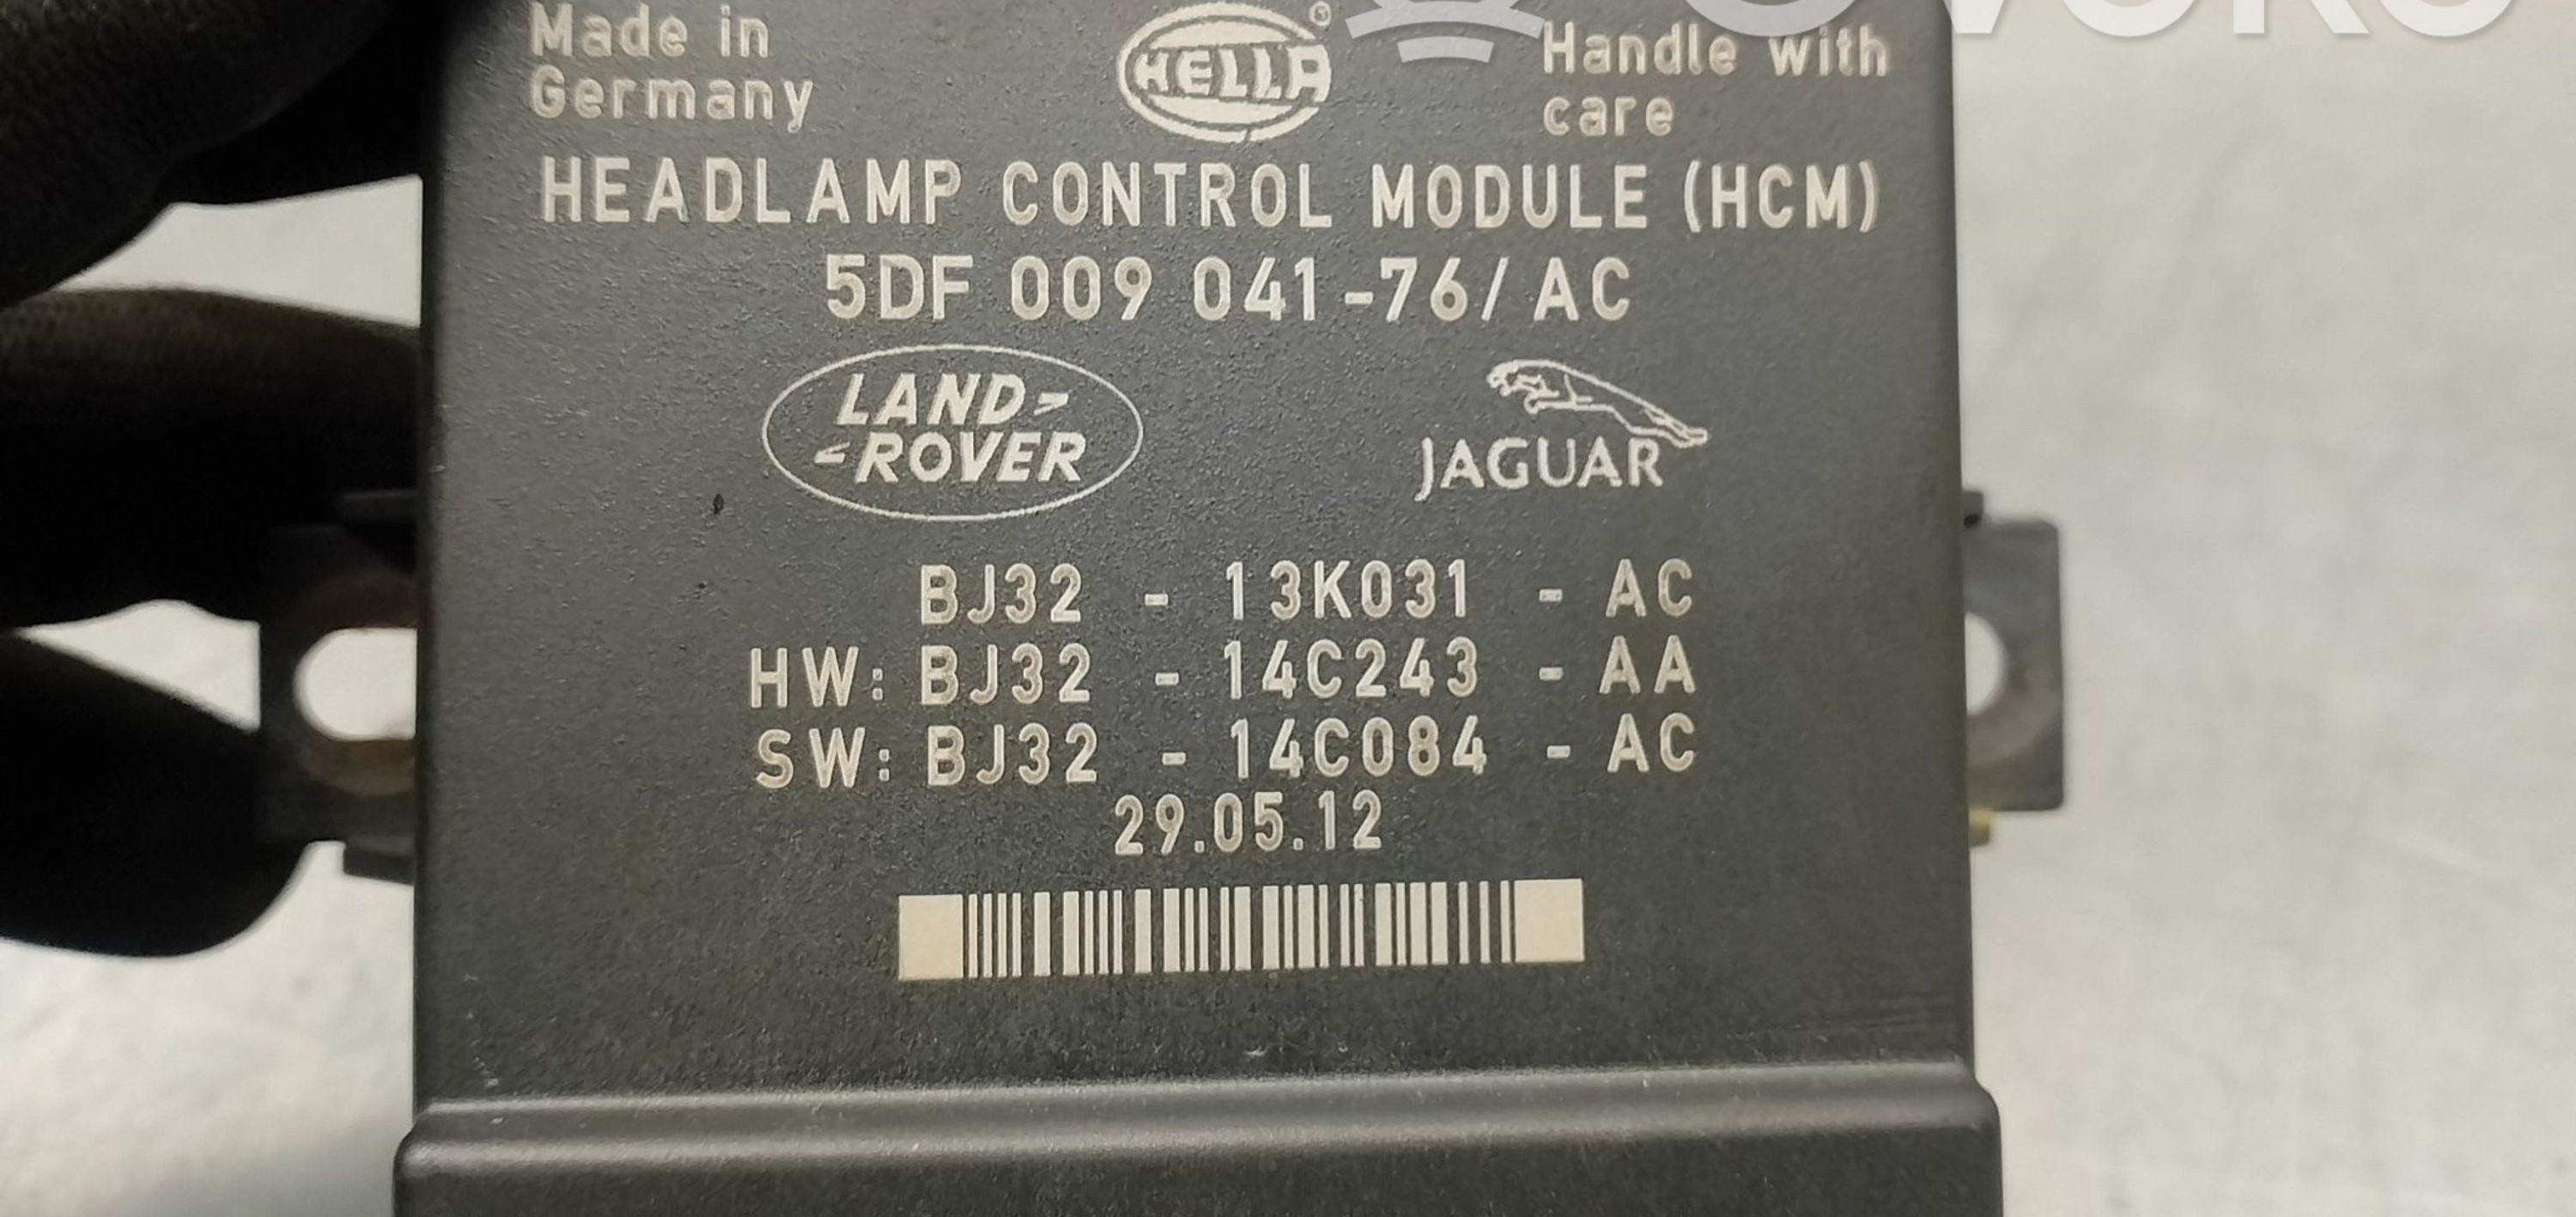 Made in
Germany
HELLA
®
Handle with
care
HEADLAMP CONTROL MODULE (HCM)
5DF 009 041-76/ AC
LAND
ROVER
JAGUAR
BJ32 - 13K031 - AC
HW: BJ32 - 14C243 - AA
SW: BJ32 - 14C084 - AC
29.05.12